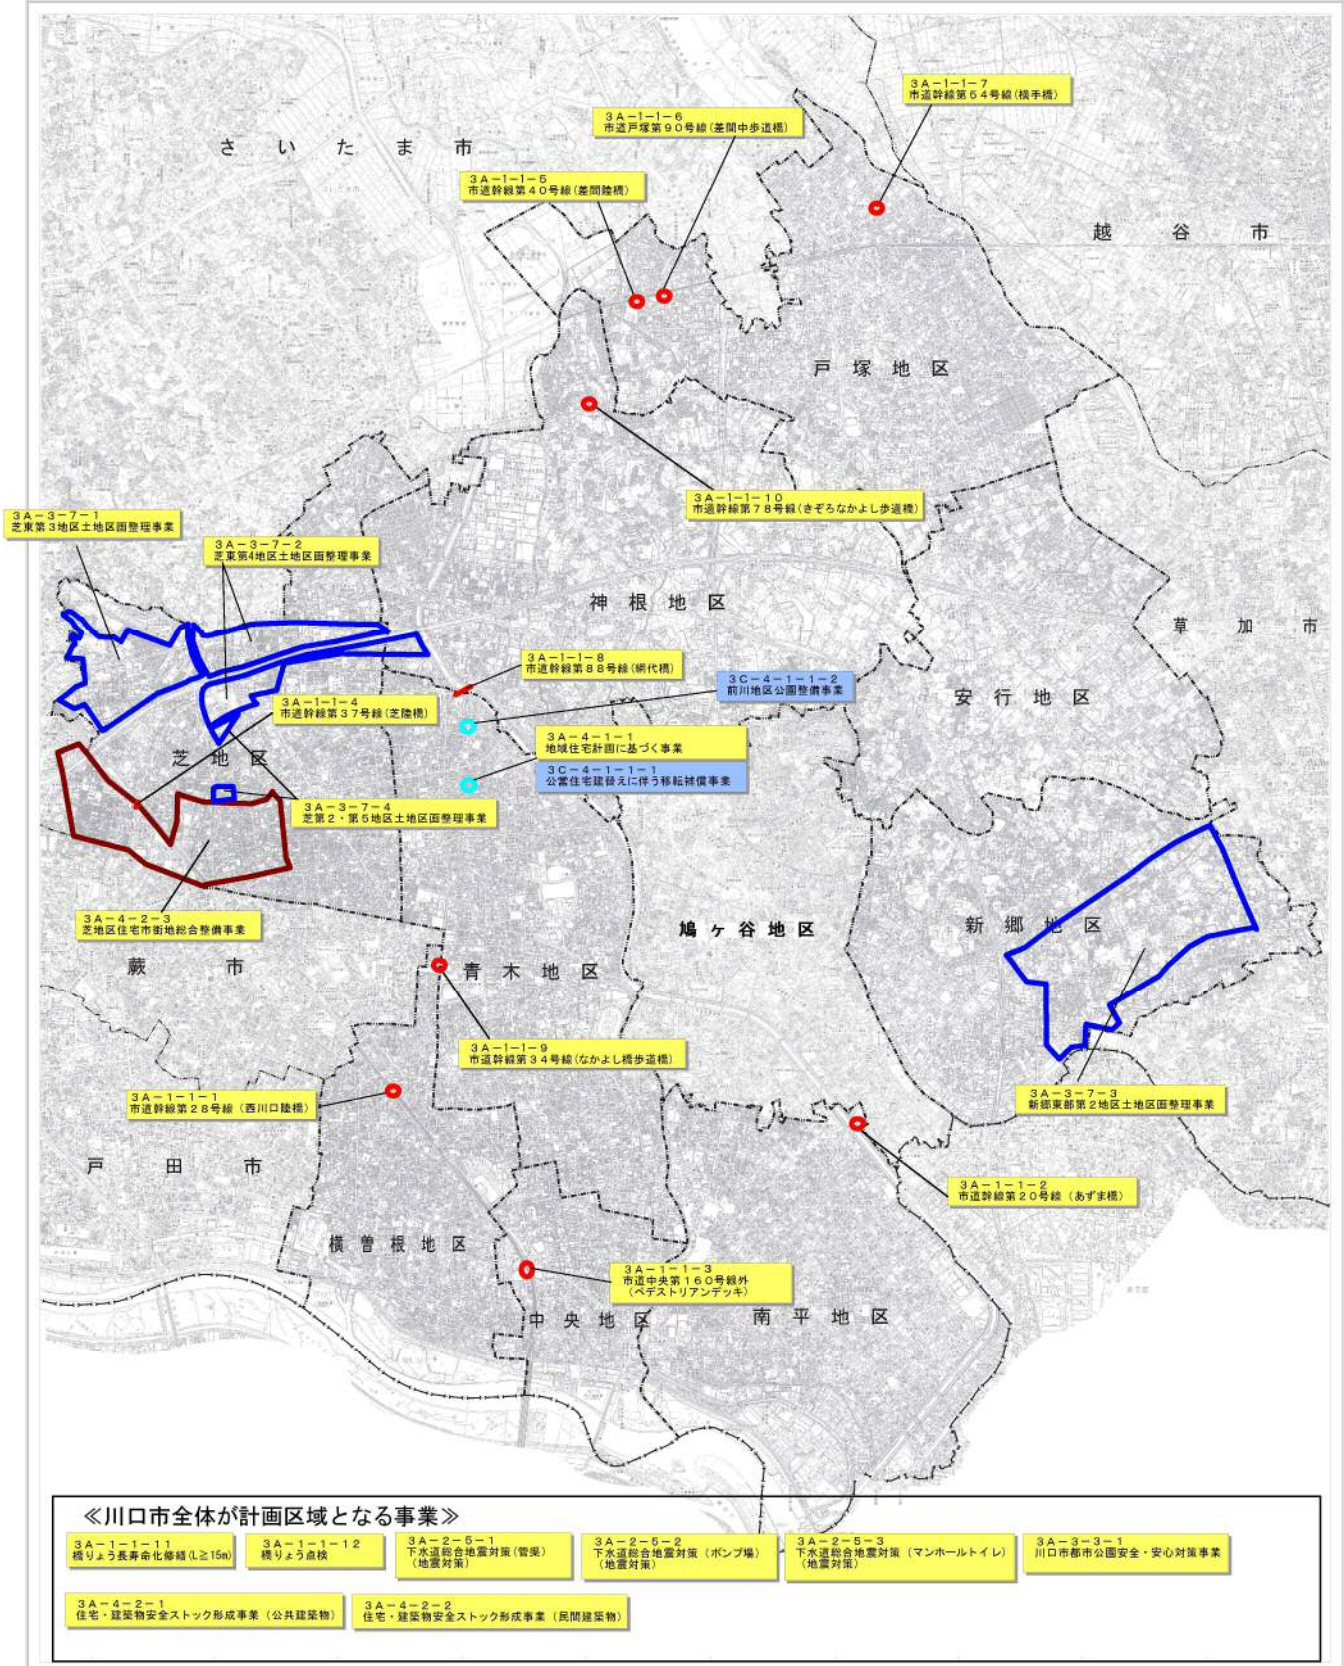 3A-1-1-7
市道幹線第54号線(横手橋)
3A-1-1-6
市道戸塚第90号線(差間中歩道橋)
さいたま市
3A-1-1-5
市道幹線第40号線(差間陸橋)
越谷市
戸塚地区
3A-1-1-10
市道幹線第78号線(きぞろなかよし歩道橋)
3A-3-7-1
芝東第3地区土地区画整理事業
3A-3-7-2
芝東第4地区土地区画整理事業
神根地区
草加市
3A-1-1-8
市道幹線第88号線(網代橋)
3C-4-1-1-2
前川地区公園整備事業
安行地区
3A-1-1-4
市道幹線第37号線(芝陸橋)
3A-4-1-1
地域住宅計画に基づく事業
芝地区
3C-4-1-1-1
公営住宅建替えに伴う移転補償事業
3A-3-7-4
芝第2・第5地区土地区画整理事業
3A-4-2-3
芝地区住宅市街地総合整備事業
新郷地区
鳩ヶ谷地区
蕨市
青木地区
3A-1-1-9
市道幹線第34号線(なかよし橋歩道橋)
3A-1-1-1
市道幹線第28号線(西川口陸橋)
3A-3-7-3
新郷東部第2地区土地区画整理事業
戸田市
3A-1-1-2
市道幹線第20号線(あずま橋)
横曽根地区
3A-1-1-3
市道中央第160号線外
(ペデストリアンデッキ)
中央地区
南平地区
≪川口市全体が計画区域となる事業≫
3A-1-1-11
橋りょう長寿命化修繕(L≧15m)
3A-1-1-12
橋りょう点検
3A-2-5-1
下水道総合地震対策(管渠)
(地震対策)
3A-2-5-2
下水道総合地震対策(ポンプ場)
(地震対策)
3A-2-5-3
下水道総合地震対策(マンホールトイレ)
(地震対策)
3A-3-3-1
川口市都市公園安全・安心対策事業
3A-4-2-1
住宅・建築物安全ストック形成事業(公共建築物)
3A-4-2-2
住宅・建築物安全ストック形成事業(民間建築物)